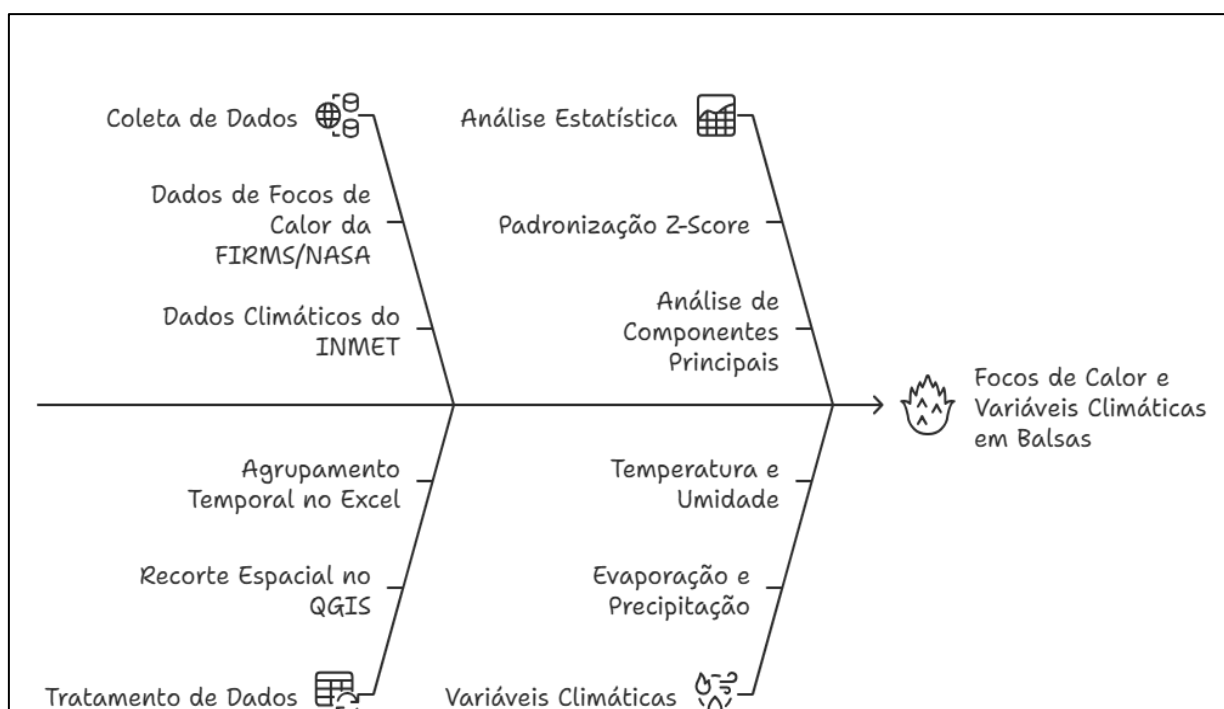 Coleta de Dados
Análise Estatística
Dados de Focos de
Calor da
FIRMS/NASA
Padronização Z-Score
Dados Climáticos do
INMET
Análise de
Componentes
Principais
Focos de Calor e
Variáveis Climáticas
em Balsas
Agrupamento
Temporal no Excel
Temperatura e
Umidade
Recorte Espacial no
QGIS
Evaporação e
Precipitação
Tratamento de Dados
Variáveis Climáticas